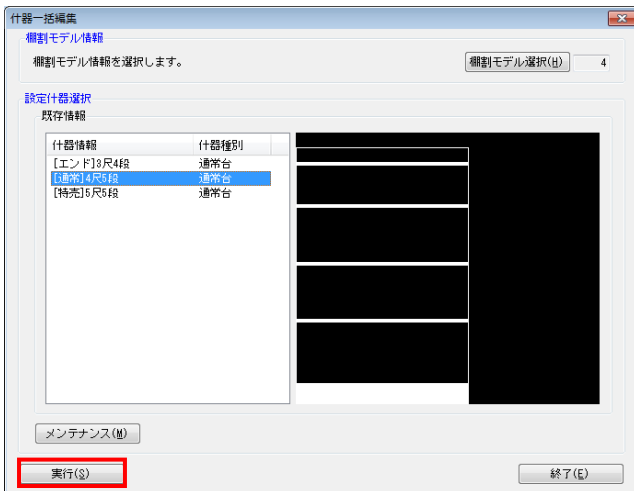 什器一括編集
棚割モデル情報
棚割モデル情報を選択します。
棚割モデル選択(H) 4
設定什器選択
既存情報
什器情報 什器種別
[エンド]3尺4段 通常台
[通常]4尺5段 通常台
[特売]5尺5段 通常台
メンテナンス(M)
実行(S) 終了(E)